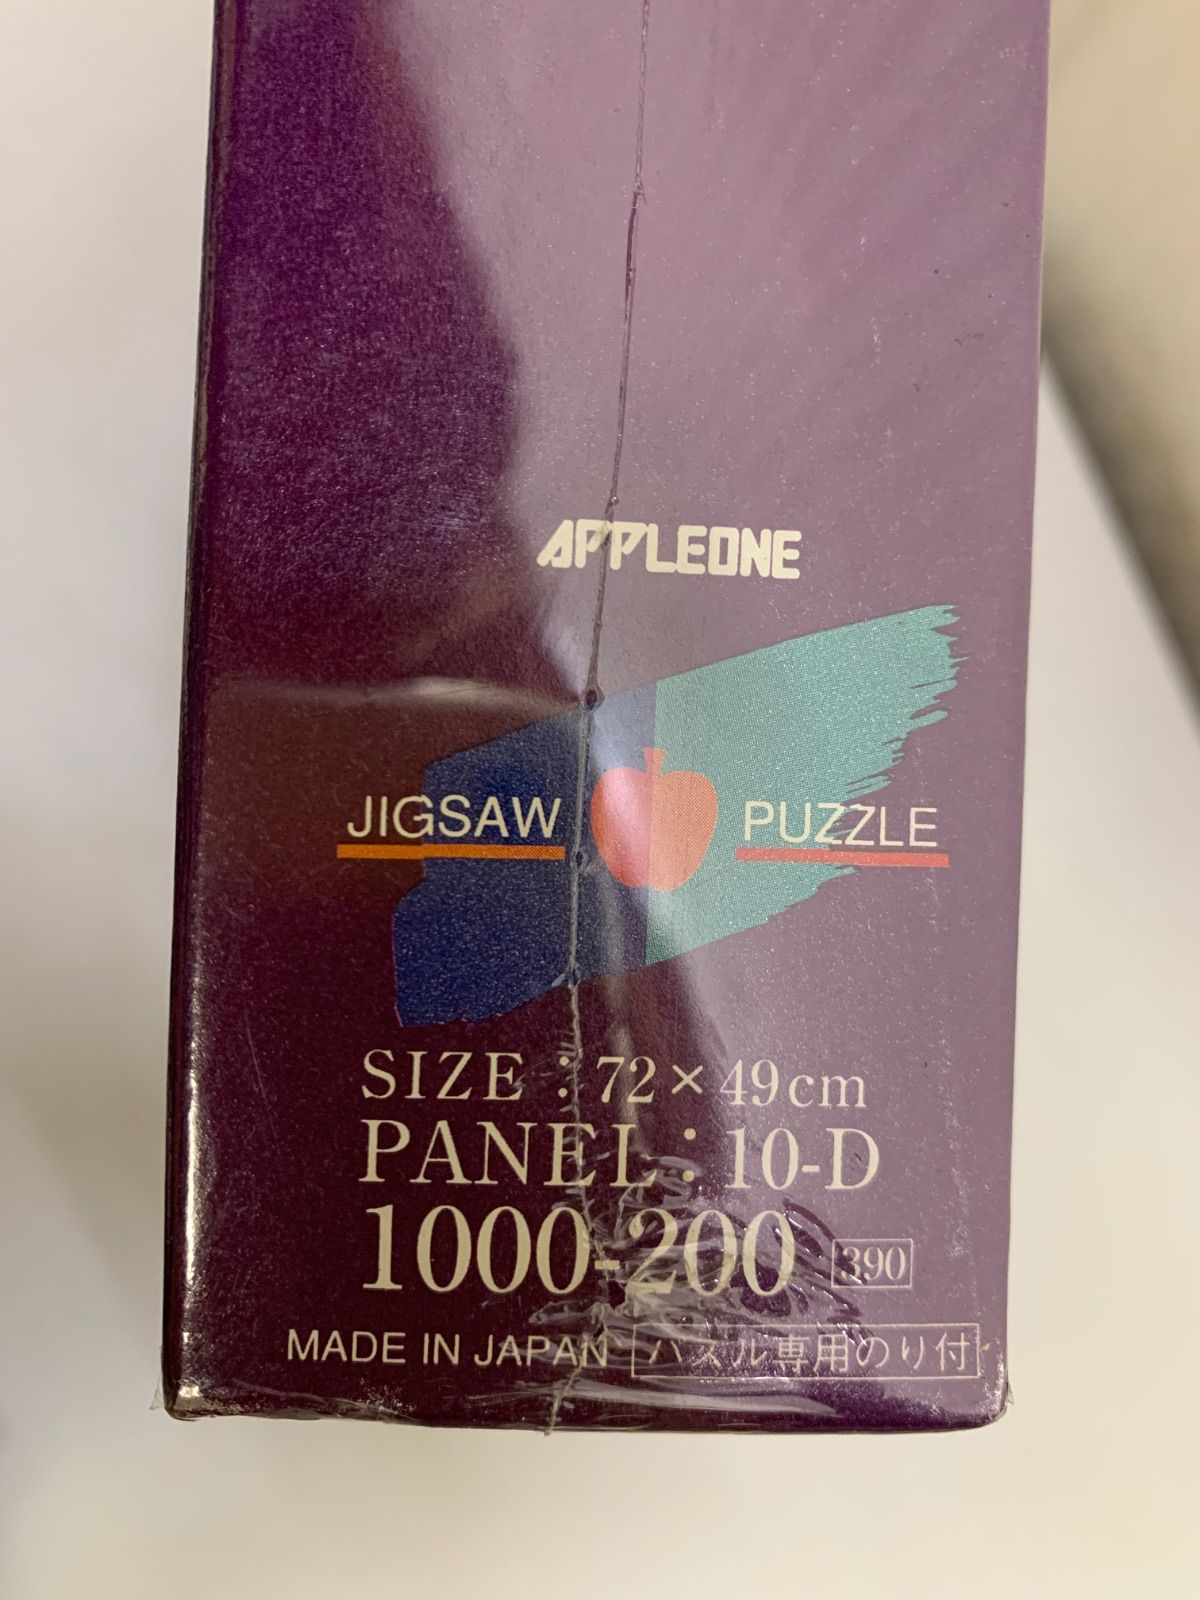 APPLEONE
JIGSAW PUZZLE
SIZE : 72×49cm
PANEL : 10-D
1000-200 390
MADE IN JAPAN パズル専用のり付